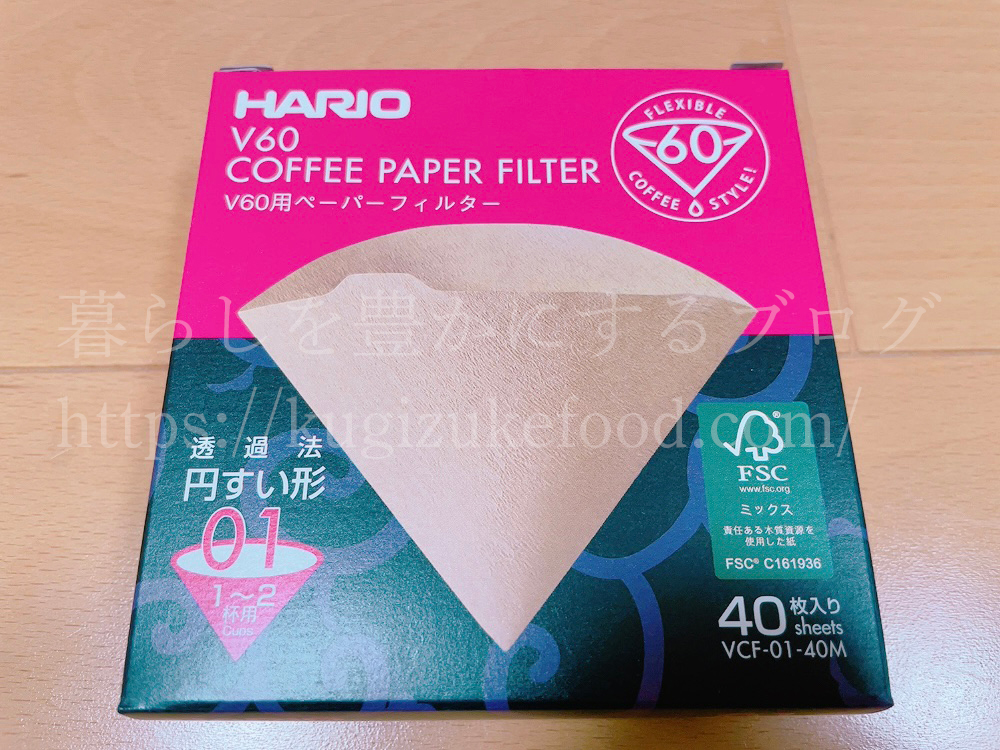 HARIO
V60
COFFEE PAPER FILTER
V60用ペーパーフィルター
FLEXIBLE
60
COFFEE STYLE!
暮らしを豊かにするブログ
https://kugizukefood.com/
透過法
円すい形
01
1〜2
杯用
Cups
FSC®
www.fsc.org
ミックス
責任ある木質資源を
使用した紙
FSC® C161936
40枚入り
sheets
VCF-01-40M